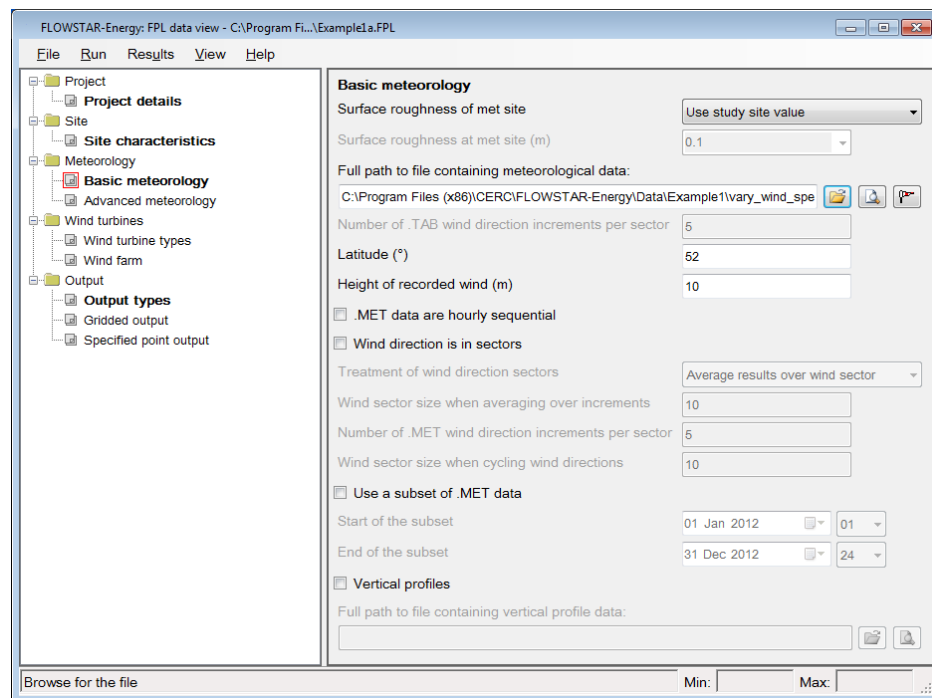 FLOWSTAR-Energy: FPL data view - C:\Program Fi...\Example1a.FPL
File Run Results View Help
Project
Project details
Site
Site characteristics
Meteorology
Basic meteorology
Advanced meteorology
Wind turbines
Wind turbine types
Wind farm
Output
Output types
Gridded output
Specified point output
Basic meteorology
Surface roughness of met site Use study site value
Surface roughness at met site (m) 0.1
Full path to file containing meteorological data:
C:\Program Files (x86)\CERC\FLOWSTAR-Energy\Data\Example1\vary_wind_spe
Number of .TAB wind direction increments per sector 5
Latitude (°) 52
Height of recorded wind (m) 10
.MET data are hourly sequential
Wind direction is in sectors
Treatment of wind direction sectors Average results over wind sector
Wind sector size when averaging over increments 10
Number of .MET wind direction increments per sector 5
Wind sector size when cycling wind directions 10
Use a subset of .MET data
Start of the subset 01 Jan 2012 01
End of the subset 31 Dec 2012 24
Vertical profiles
Full path to file containing vertical profile data:
Browse for the file Min: Max: